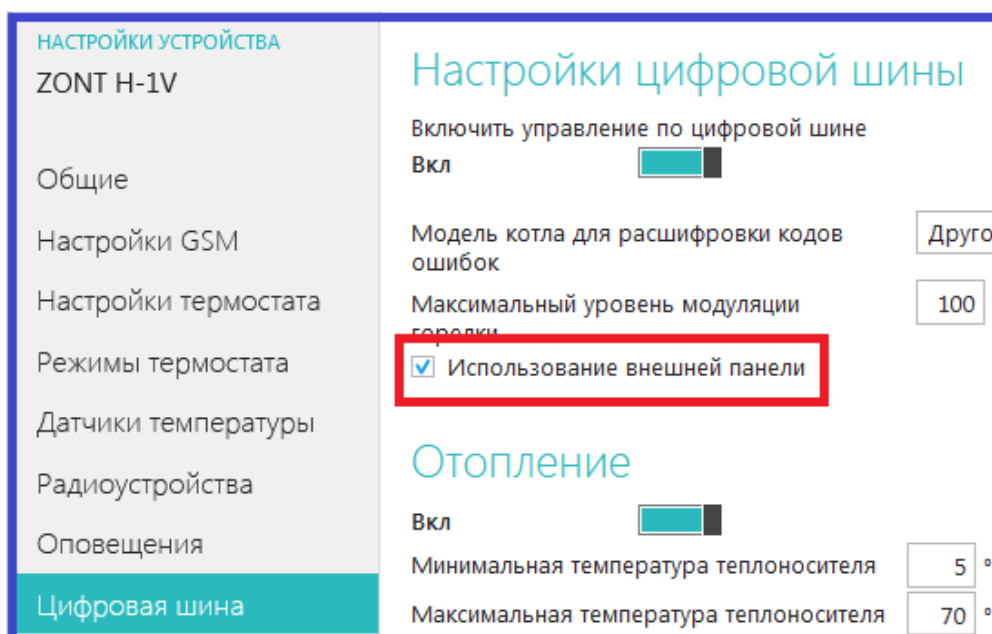 НАСТРОЙКИ УСТРОЙСТВА
ZONT H-1V
Общие
Настройки GSM
Настройки термостата
Режимы термостата
Датчики температуры
Радиоустройства
Оповещения
Цифровая шина
Настройки цифровой шины
Включить управление по цифровой шине
Вкл
Модель котла для расшифровки кодов Друго
ошибок
Максимальный уровень модуляции 100
горелки
Использование внешней панели
Отопление
Вкл
Минимальная температура теплоносителя 5 °
Максимальная температура теплоносителя 70 °